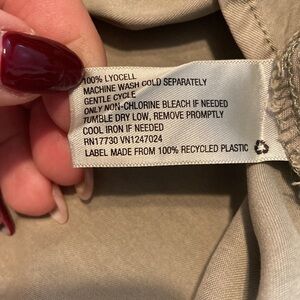 100% LYOCELL
MACHINE WASH COLD SEPARATELY
GENTLE CYCLE
ONLY NON-CHLORINE BLEACH IF NEEDED
TUMBLE DRY LOW, REMOVE PROMPTLY
COOL IRON IF NEEDED
RN17730 VN1247024
LABEL MADE FROM 100% RECYCLED PLASTIC